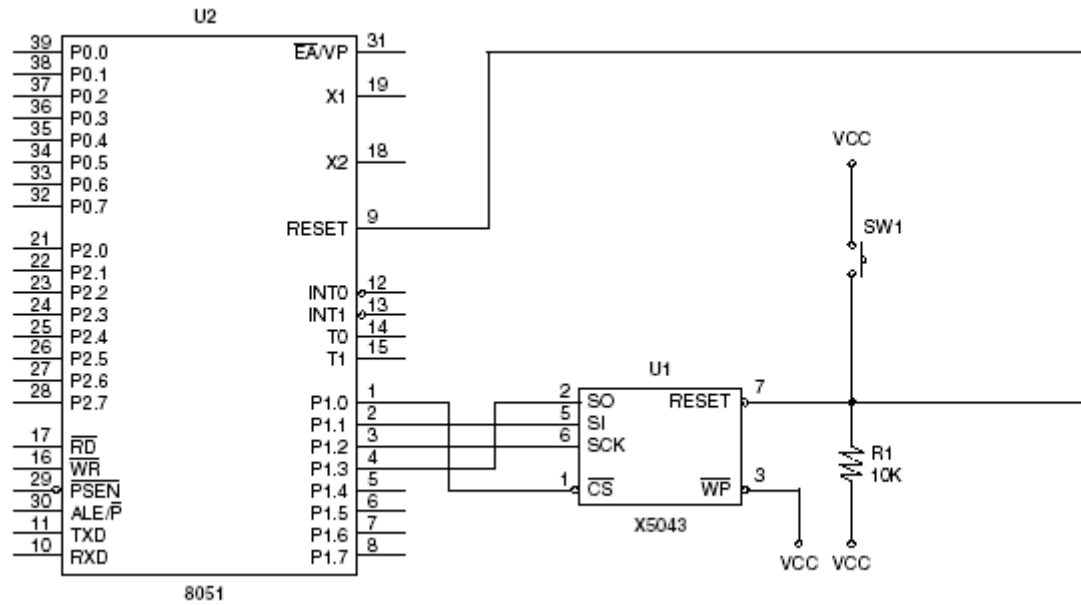 U2
39 P0.0
38 P0.1
37 P0.2
36 P0.3
35 P0.4
34 P0.5
33 P0.6
32 P0.7
21 P2.0
22 P2.1
23 P2.2
24 P2.3
25 P2.4
26 P2.5
27 P2.6
28 P2.7
17 RD
16 WR
29 PSEN
30 ALE/P
11 TXD
10 RXD
EA/VP 31
X1 19
X2 18
RESET 9
INT0 12
INT1 13
T0 14
T1 15
P1.0 1
P1.1 2
P1.2 3
P1.3 4
P1.4 5
P1.5 6
P1.6 7
P1.7 8
8051
U1
2 SO
5 SI
6 SCK
1 CS
RESET 7
WP 3
X5043
VCC
SW1
R1
10K
VCC
VCC